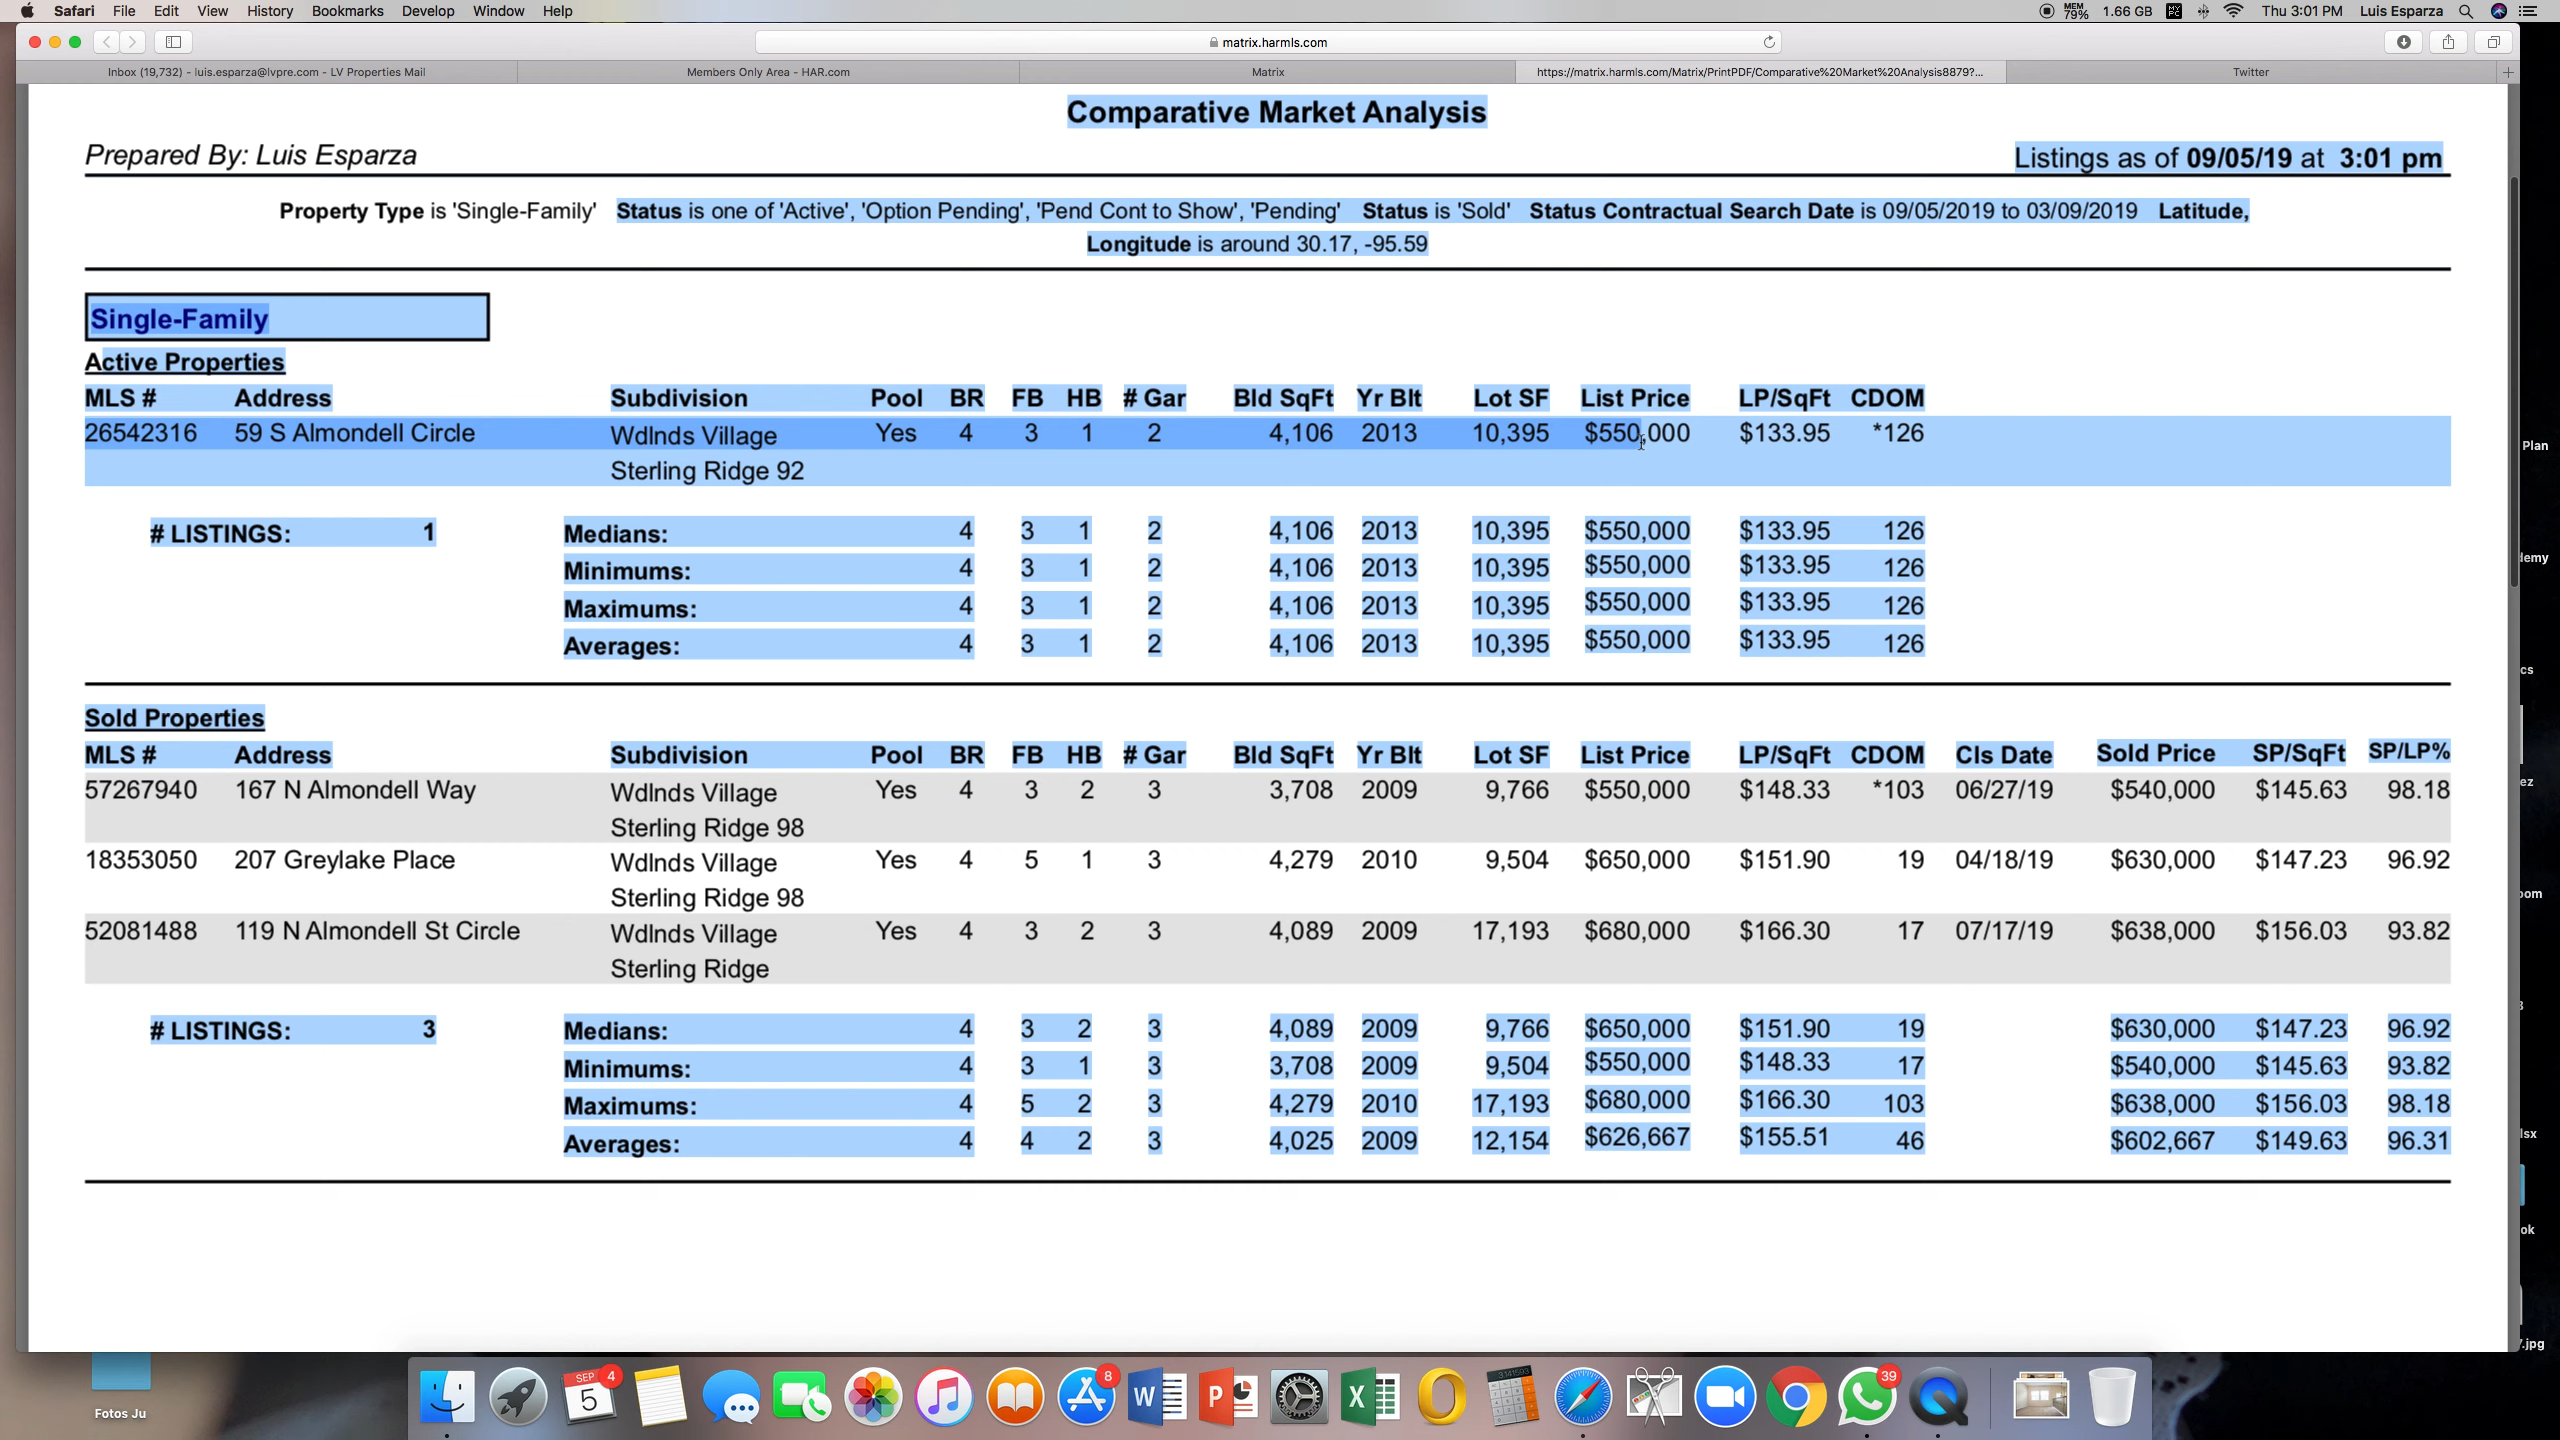 Safari File Edit View History Bookmarks Develop Window Help MEM 79% 1.66 GB Thu 3:01 PM Luis Esparza
matrix.harmls.com
Inbox (19,732) - luis.esparza@lvpre.com - LV Properties Mail Members Only Area - HAR.com Matrix https://matrix.harmls.com/Matrix/PrintPDF/Comparative%20Market%20Analysis8879?... Twitter
Comparative Market Analysis
Prepared By: Luis Esparza Listings as of 09/05/19 at 3:01 pm
Property Type is 'Single-Family' Status is one of 'Active', 'Option Pending', 'Pend Cont to Show', 'Pending' Status is 'Sold' Status Contractual Search Date is 09/05/2019 to 03/09/2019 Latitude,
Longitude is around 30.17, -95.59
Single-Family
Active Properties
MLS # Address Subdivision Pool BR FB HB # Gar Bld SqFt Yr Blt Lot SF List Price LP/SqFt CDOM
26542316 59 S Almondell Circle Wdlnds Village Yes 4 3 1 2 4,106 2013 10,395 $550,000 $133.95 *126
Sterling Ridge 92
# LISTINGS: 1 Medians: 4 3 1 2 4,106 2013 10,395 $550,000 $133.95 126
Minimums: 4 3 1 2 4,106 2013 10,395 $550,000 $133.95 126
Maximums: 4 3 1 2 4,106 2013 10,395 $550,000 $133.95 126
Averages: 4 3 1 2 4,106 2013 10,395 $550,000 $133.95 126
Sold Properties
MLS # Address Subdivision Pool BR FB HB # Gar Bld SqFt Yr Blt Lot SF List Price LP/SqFt CDOM Cls Date Sold Price SP/SqFt SP/LP%
57267940 167 N Almondell Way Wdlnds Village Yes 4 3 2 3 3,708 2009 9,766 $550,000 $148.33 *103 06/27/19 $540,000 $145.63 98.18
Sterling Ridge 98
18353050 207 Greylake Place Wdlnds Village Yes 4 5 1 3 4,279 2010 9,504 $650,000 $151.90 19 04/18/19 $630,000 $147.23 96.92
Sterling Ridge 98
52081488 119 N Almondell St Circle Wdlnds Village Yes 4 3 2 3 4,089 2009 17,193 $680,000 $166.30 17 07/17/19 $638,000 $156.03 93.82
Sterling Ridge
# LISTINGS: 3 Medians: 4 3 2 3 4,089 2009 9,766 $650,000 $151.90 19 $630,000 $147.23 96.92
Minimums: 4 3 1 3 3,708 2009 9,504 $550,000 $148.33 17 $540,000 $145.63 93.82
Maximums: 4 5 2 3 4,279 2010 17,193 $680,000 $166.30 103 $638,000 $156.03 98.18
Averages: 4 4 2 3 4,025 2009 12,154 $626,667 $155.51 46 $602,667 $149.63 96.31
Plan
demy
cs
ez
oom
lsx
ok
.jpg
SEP 4
5
8
39
Fotos Ju